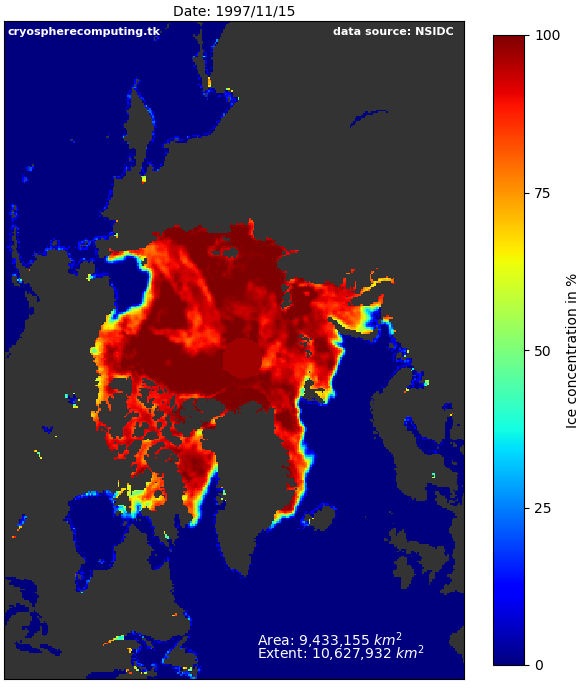 Date: 1997/11/15
cryospherecomputing.tk data source: NSIDC
100
75
50
25
0
Ice concentration in %
Area: 9,433,155 km²
Extent: 10,627,932 km²